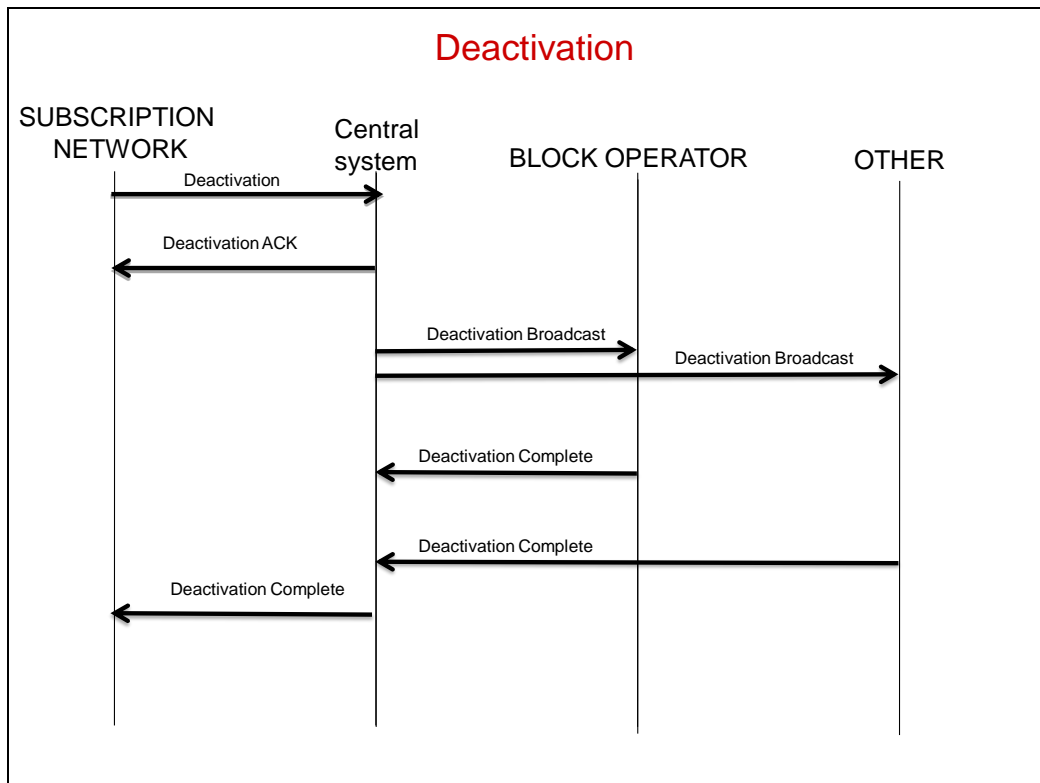 Deactivation
SUBSCRIPTION
NETWORK
Central
system
BLOCK OPERATOR
OTHER
Deactivation
Deactivation ACK
Deactivation Broadcast
Deactivation Broadcast
Deactivation Complete
Deactivation Complete
Deactivation Complete